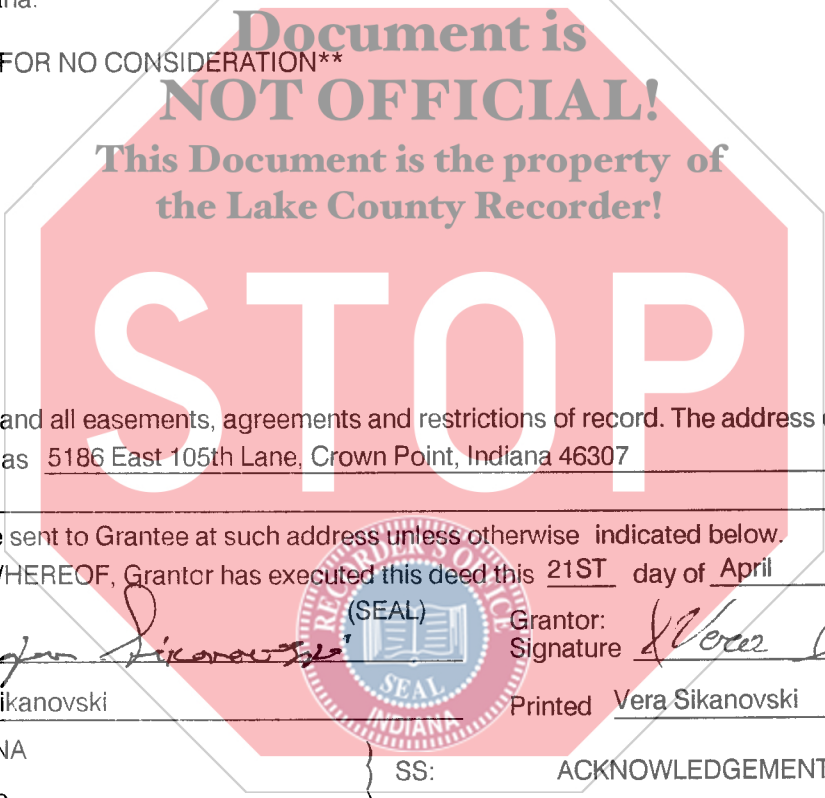 ana.
Document is
FOR NO CONSIDERATION**
NOT OFFICIAL!
This Document is the property of
the Lake County Recorder!
STOP
and all easements, agreements and restrictions of record. The address
as 5186 East 105th Lane, Crown Point, Indiana 46307
sent to Grantee at such address unless otherwise indicated below.
HEREOF, Grantor has executed this deed this 21ST day of April
(SEAL)
Grantor:
Signature Vera
ikanovski
Printed Vera Sikanovski
NA
SS: ACKNOWLEDGEMENT
RECORDER'S OFFICE
SEAL
INDIANA